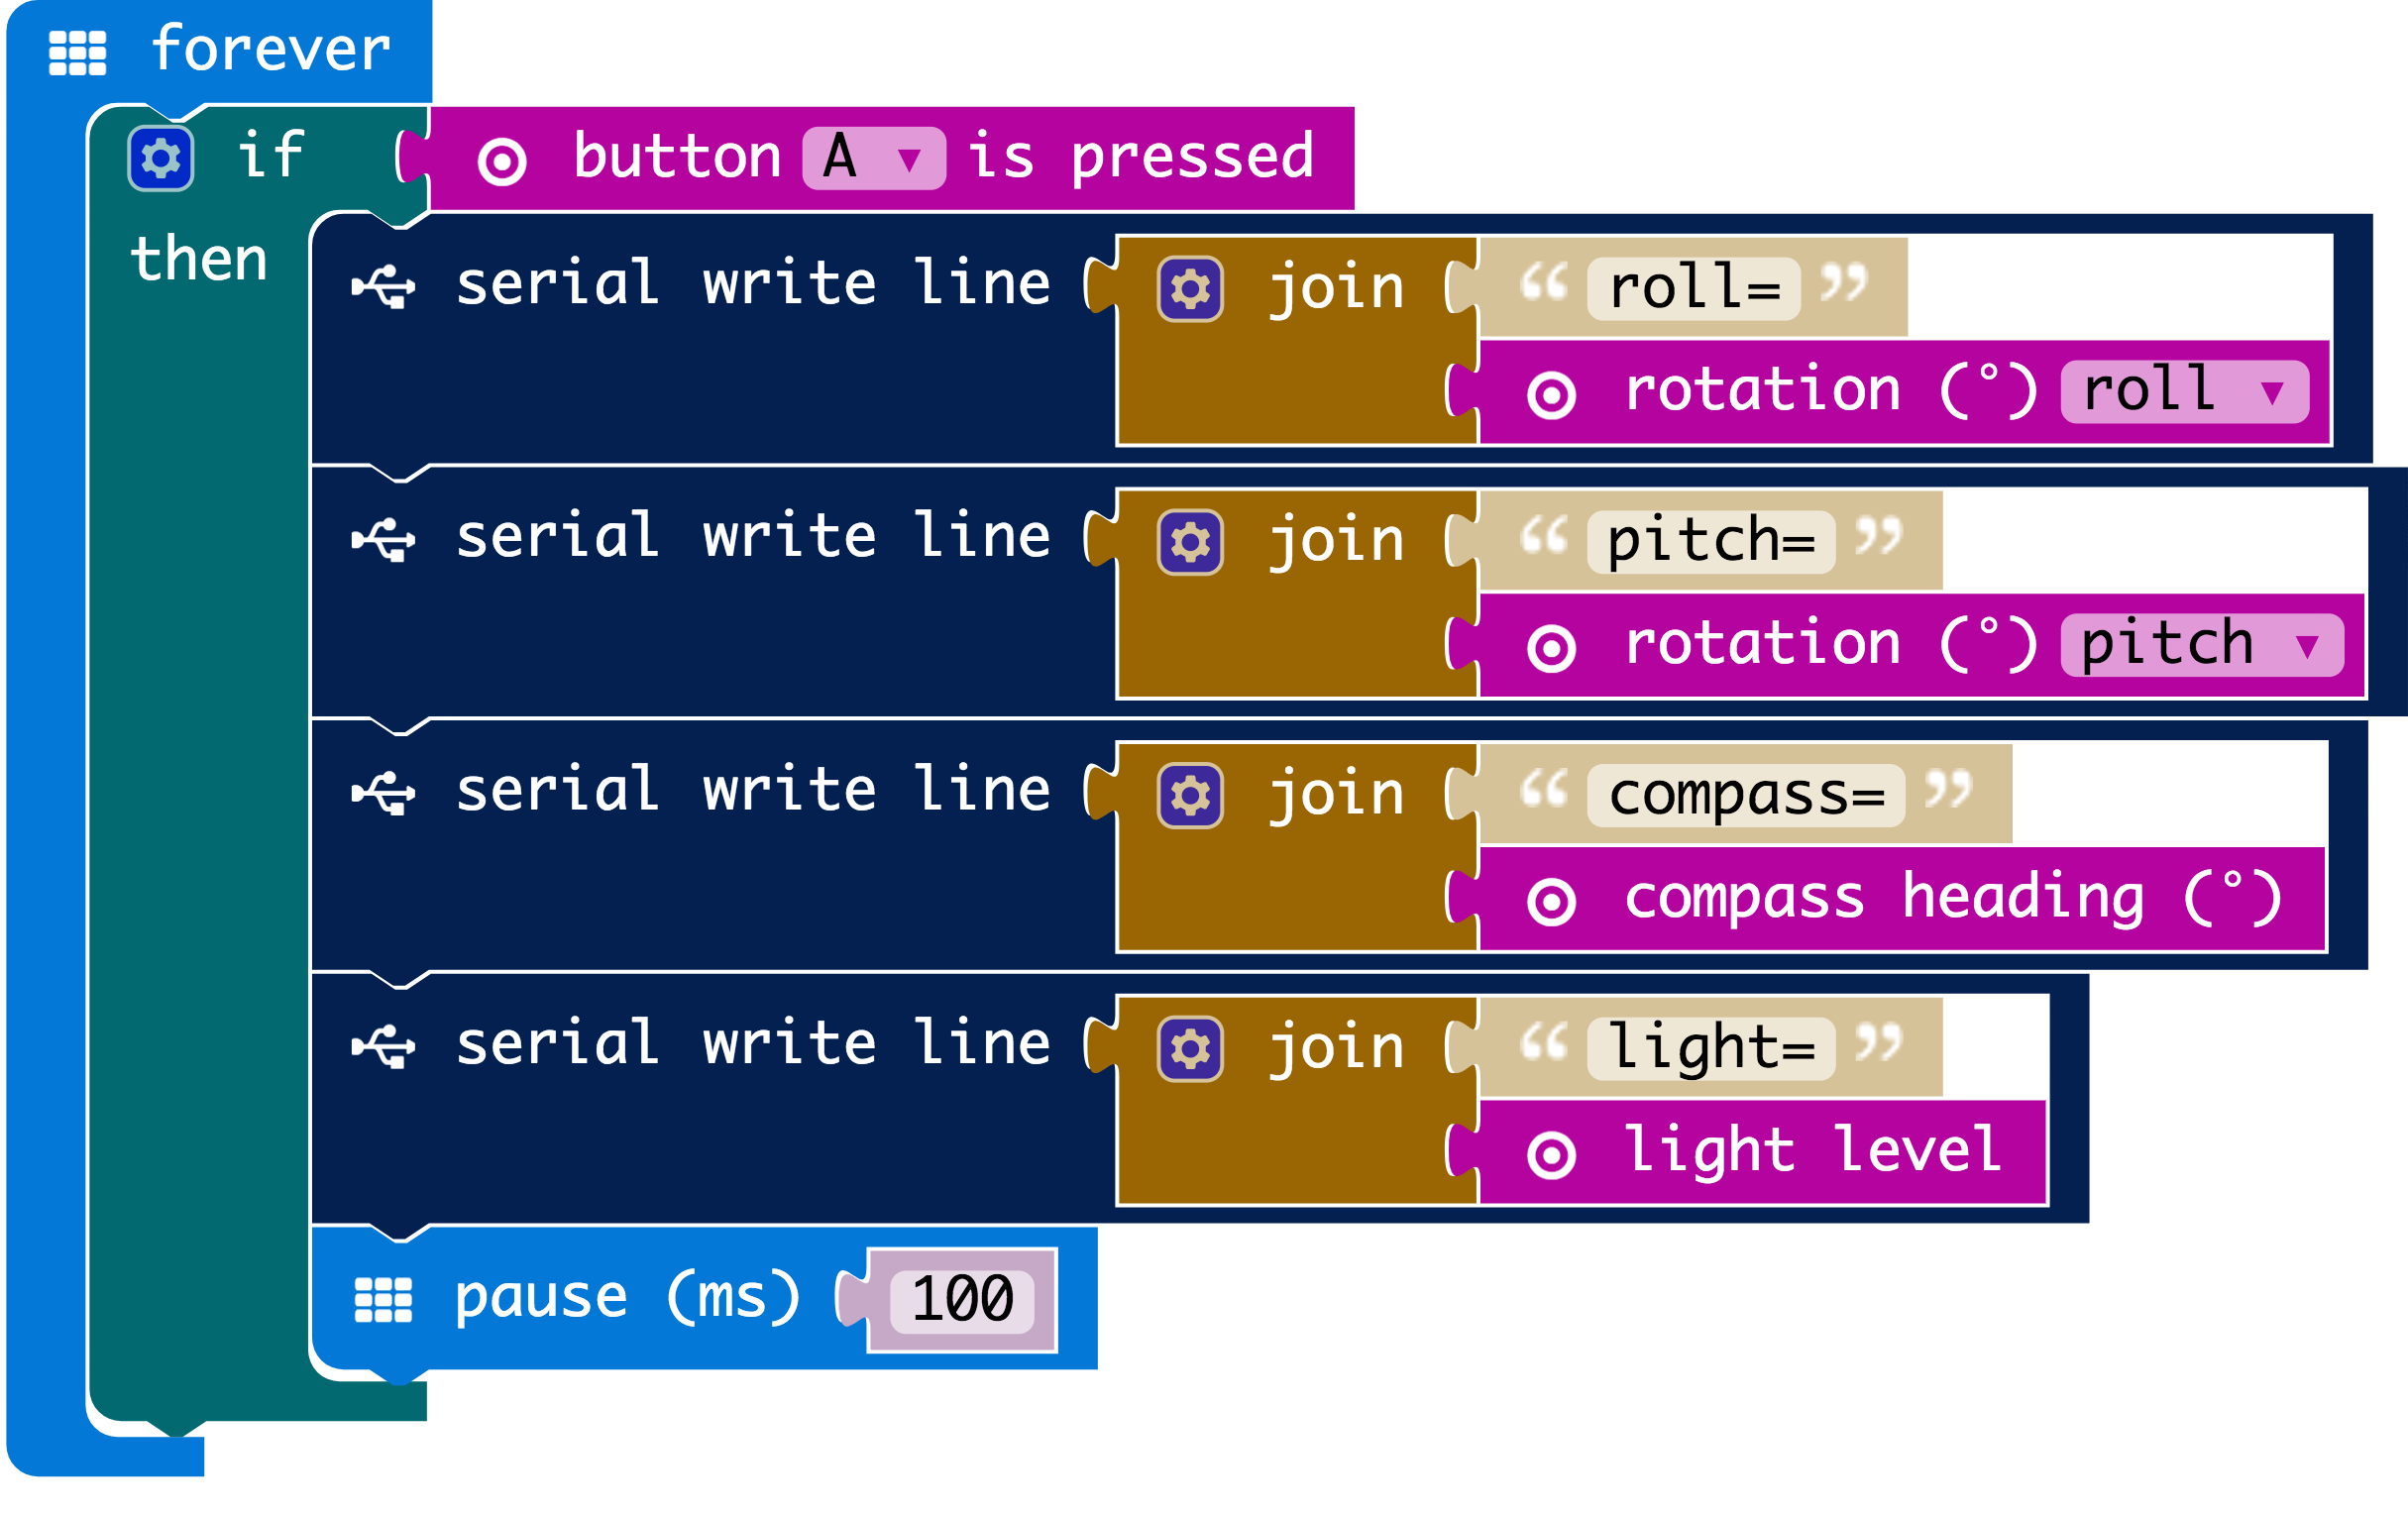 forever
if button A ▼ is pressed
then serial write line join “ roll= ”
rotation (°) roll ▼
serial write line join “ pitch= ”
rotation (°) pitch ▼
serial write line join “ compass= ”
compass heading (°)
serial write line join “ light= ”
light level
pause (ms) 100